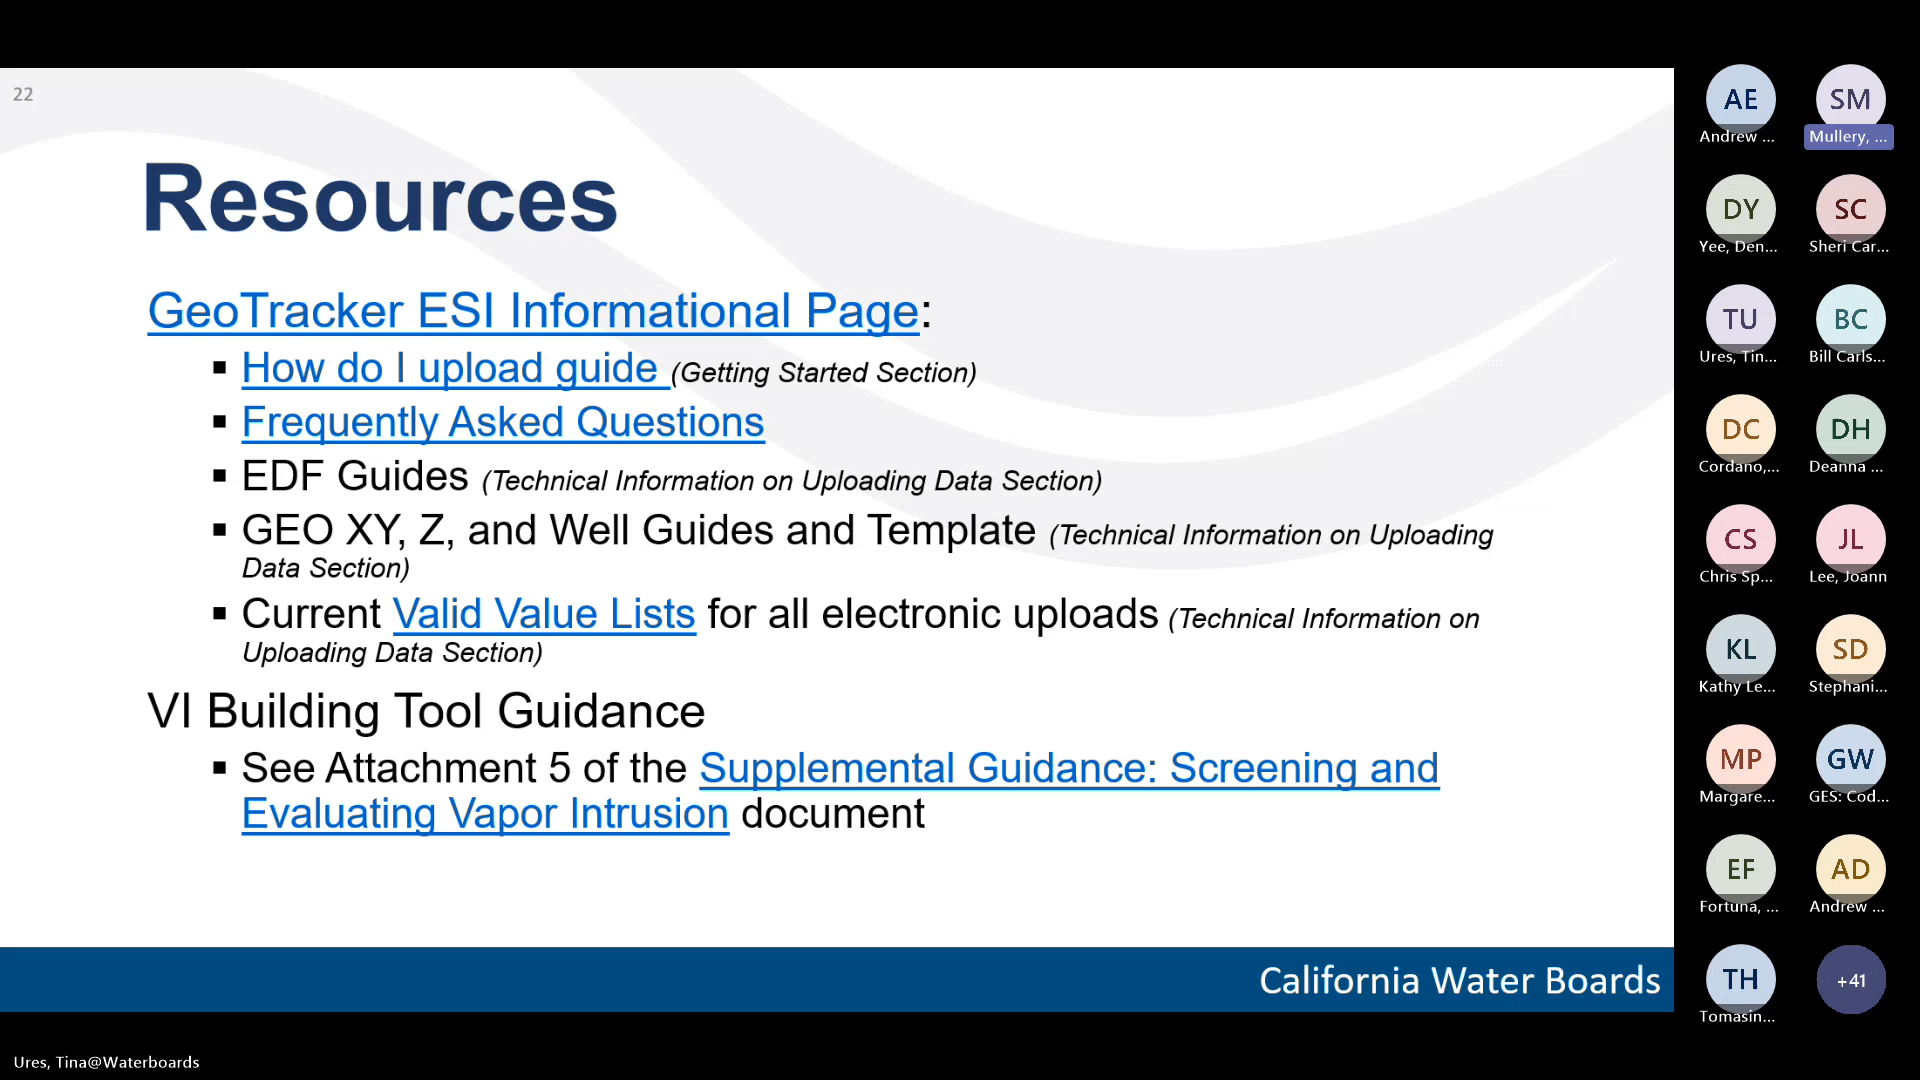 22
Resources
GeoTracker ESI Informational Page:
▪ How do I upload guide (Getting Started Section)
▪ Frequently Asked Questions
▪ EDF Guides (Technical Information on Uploading Data Section)
▪ GEO XY, Z, and Well Guides and Template (Technical Information on Uploading
Data Section)
▪ Current Valid Value Lists for all electronic uploads (Technical Information on
Uploading Data Section)
VI Building Tool Guidance
▪ See Attachment 5 of the Supplemental Guidance: Screening and
Evaluating Vapor Intrusion document
California Water Boards
AE
Andrew ...
SM
Mullery, ...
DY
Yee, Den...
SC
Sheri Car...
TU
Ures, Tin...
BC
Bill Carls...
DC
Cordano,...
DH
Deanna ...
CS
Chris Sp...
JL
Lee, Joann
KL
Kathy Le...
SD
Stephani...
MP
Margare...
GW
GES: Cod...
EF
Fortuna, ...
AD
Andrew ...
TH
Tomasin...
+41
Ures, Tina@Waterboards